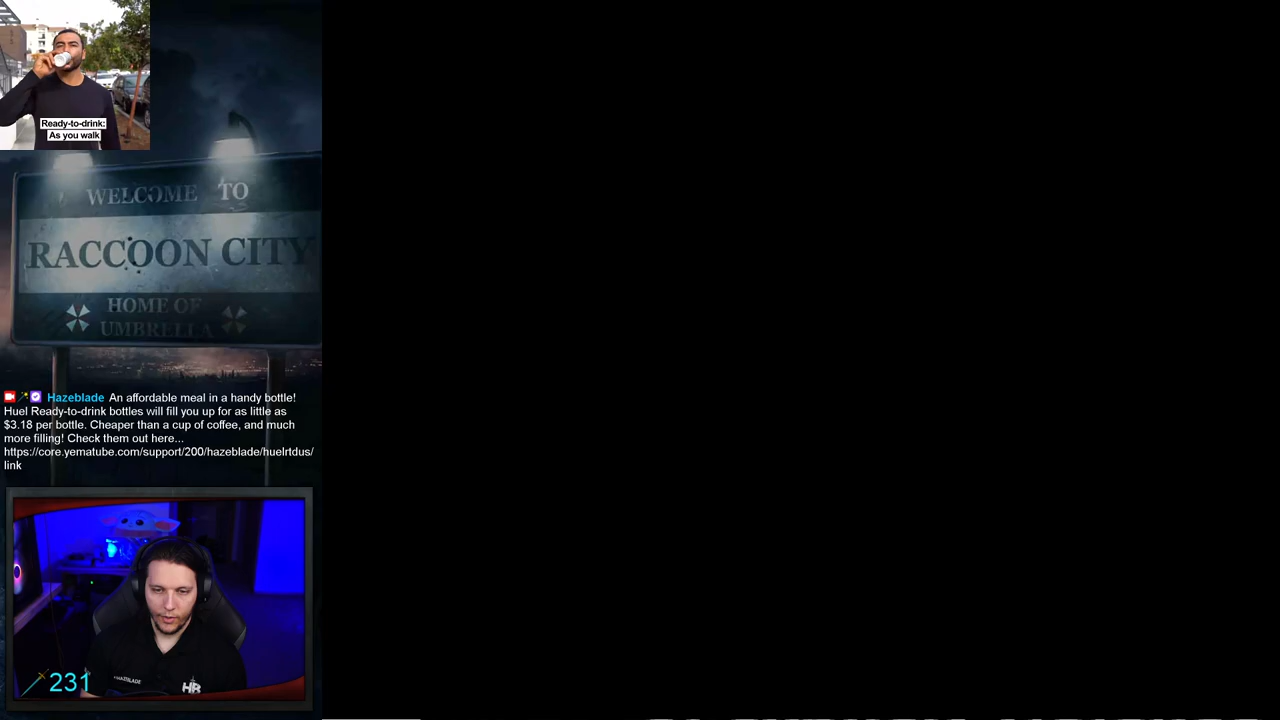 Ready-to-drink:
As you walk
WELCOME TO
RACCOON CITY
HOME OF
UMBRELLA
Hazeblade An affordable meal in a handy bottle!
Huel Ready-to-drink bottles will fill you up for as little as
$3.18 per bottle. Cheaper than a cup of coffee, and much
more filling! Check them out here...
https://core.yematube.com/support/200/hazeblade/huelrtdus/
link
HAZEBLADE
HB
231